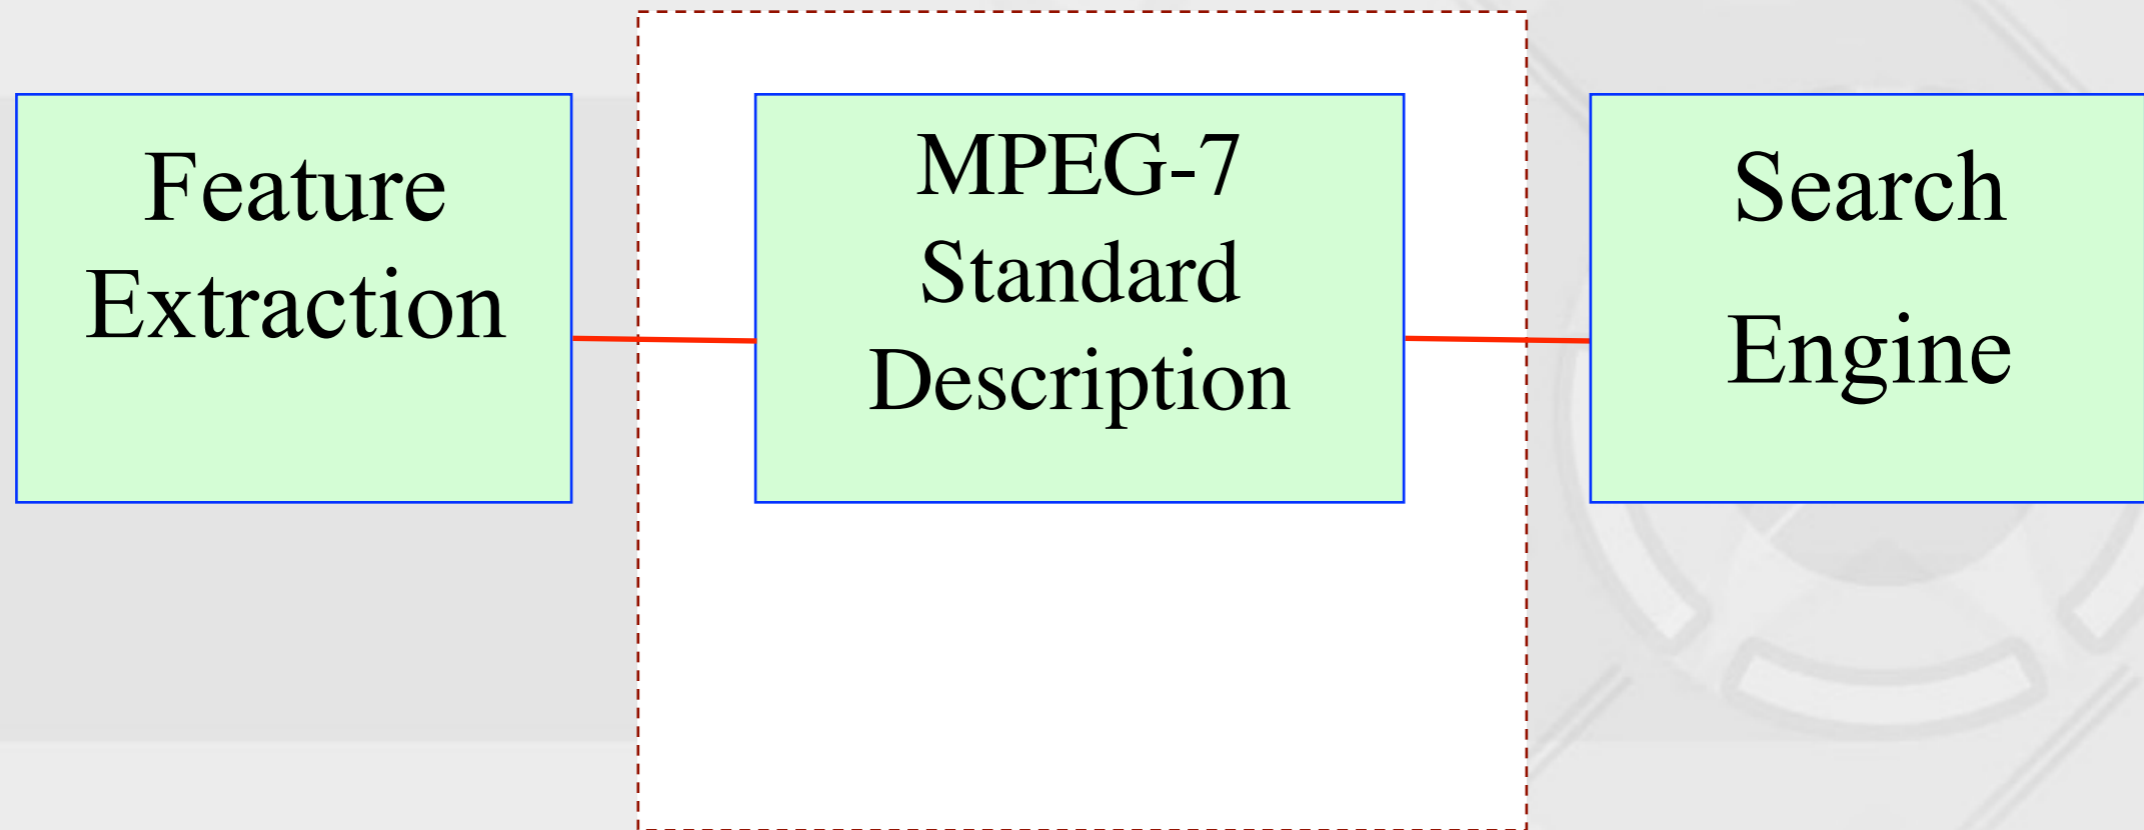 Feature
Extraction
MPEG-7
Standard
Description
Search
Engine